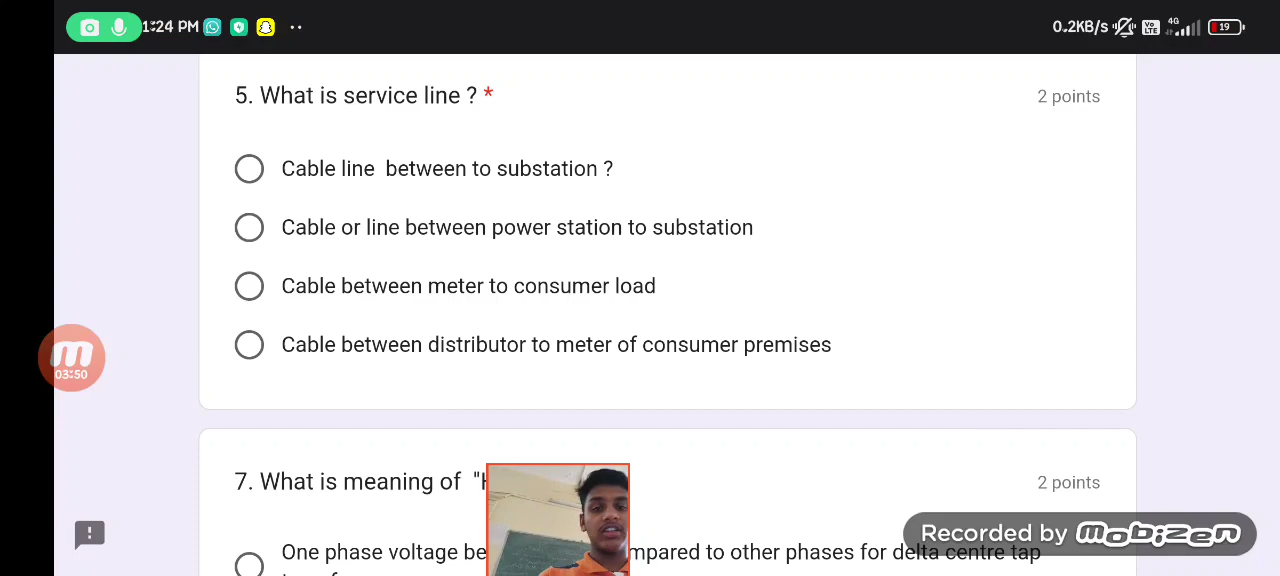 1:24 PM
0.2KB/s
Vo
LTE
4G
19
5. What is service line ? *
2 points
Cable line between to substation ?
Cable or line between power station to substation
Cable between meter to consumer load
Cable between distributor to meter of consumer premises
m
03:50
7. What is meaning of "
2 points
Recorded by mobizen
One phase voltage be mpared to other phases for delta centre tap